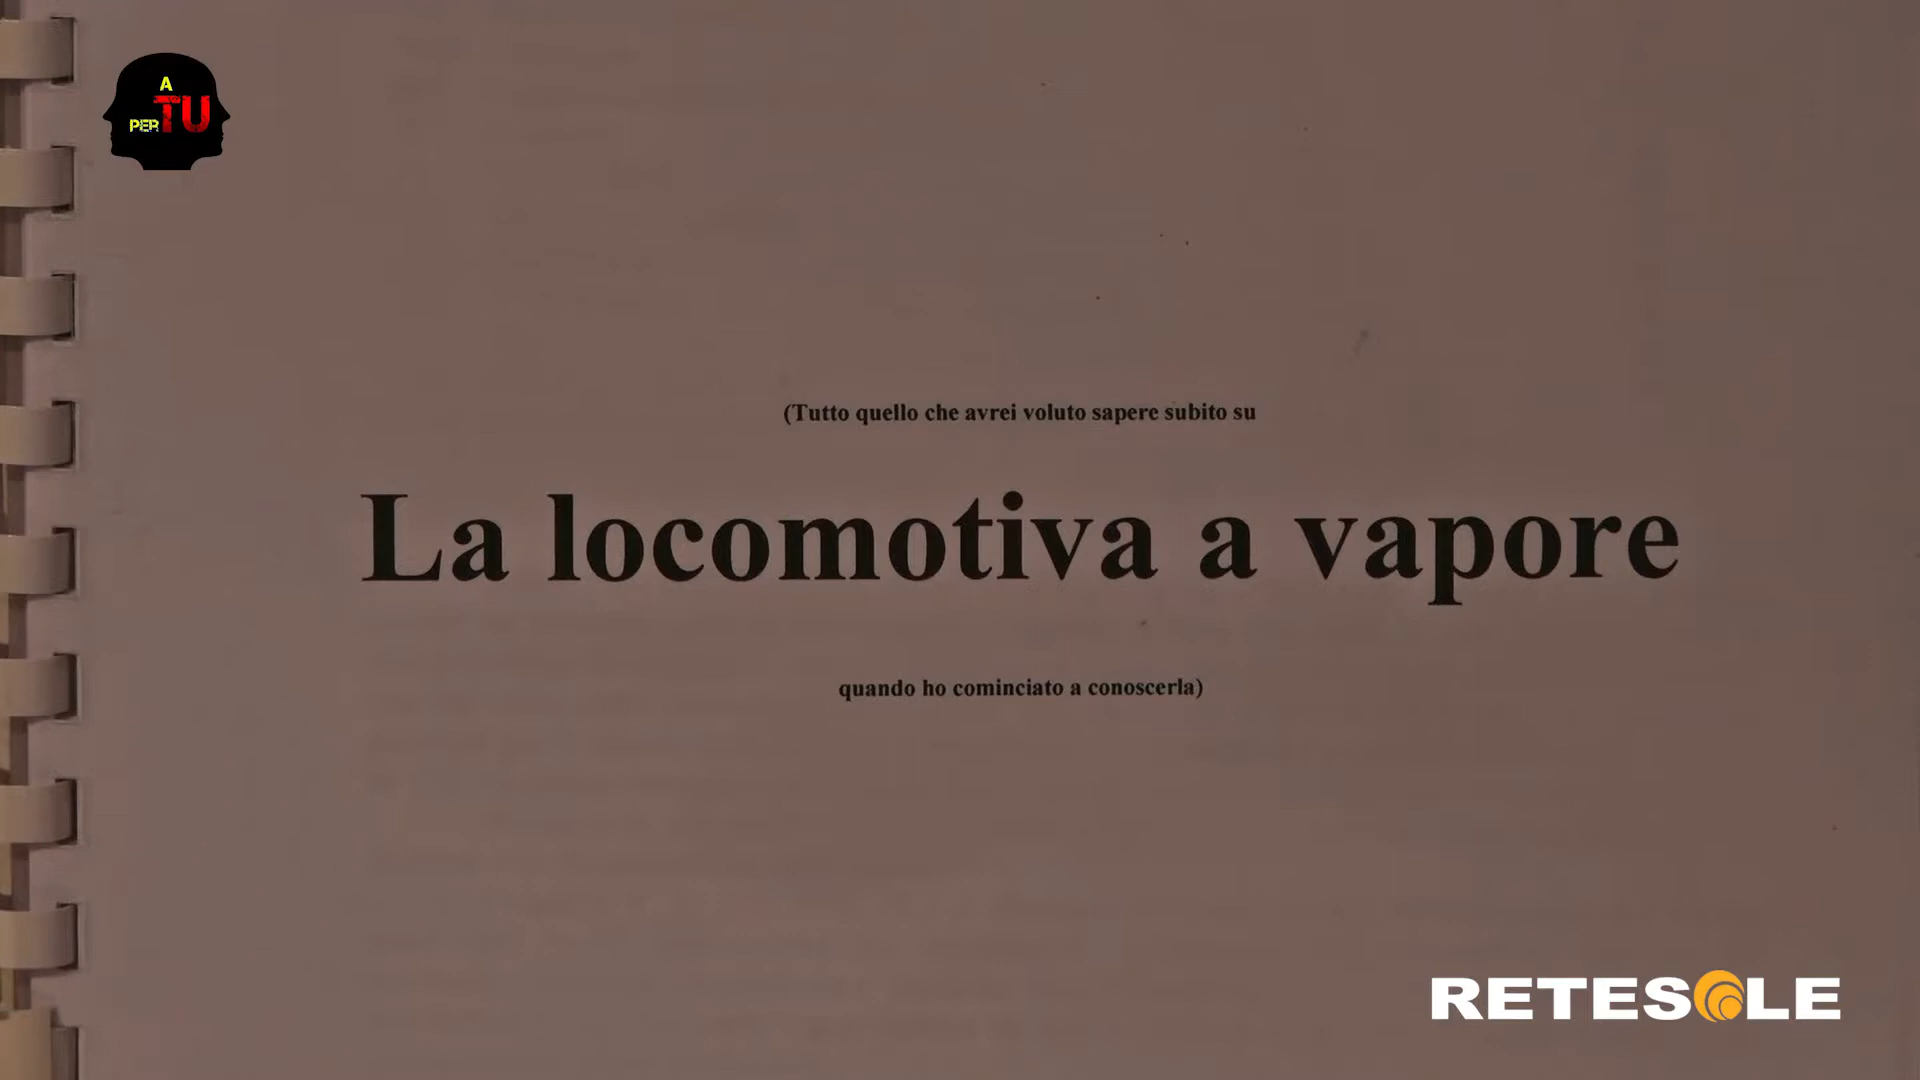 A
PER TU
(Tutto quello che avrei voluto sapere subito su
La locomotiva a vapore
quando ho cominciato a conoscerla)
RETESOLE